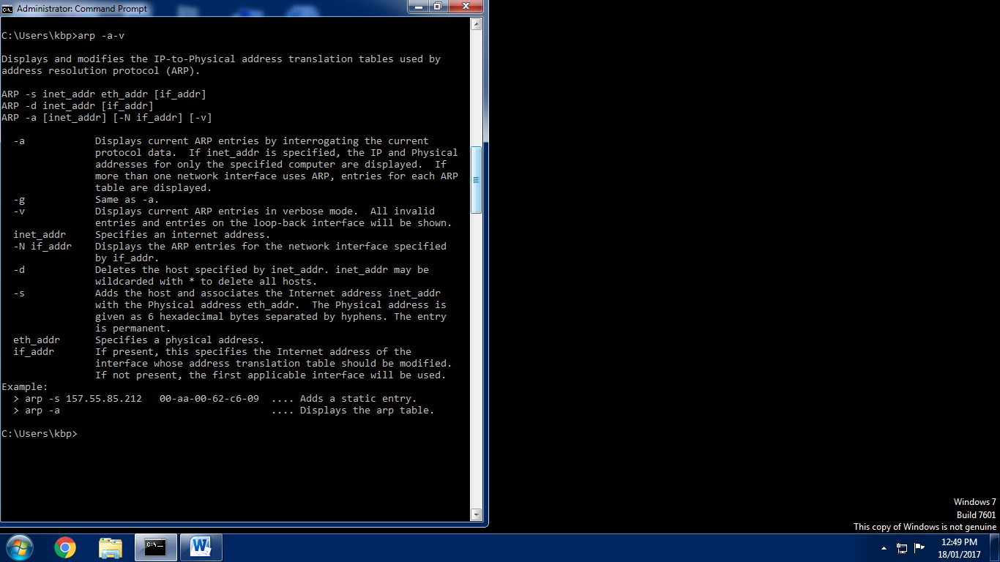 Administrator: Command Prompt
C:\Users\kbp>arp -a-v
Displays and modifies the IP-to-Physical address translation tables used by
address resolution protocol (ARP).
ARP -s inet_addr eth_addr [if_addr]
ARP -d inet_addr [if_addr]
ARP -a [inet_addr] [-N if_addr] [-v]
-a Displays current ARP entries by interrogating the current
protocol data. If inet_addr is specified, the IP and Physical
addresses for only the specified computer are displayed. If
more than one network interface uses ARP, entries for each ARP
table are displayed.
-g Same as -a.
-v Displays current ARP entries in verbose mode. All invalid
entries and entries on the loop-back interface will be shown.
inet_addr Specifies an internet address.
-N if_addr Displays the ARP entries for the network interface specified
by if_addr.
-d Deletes the host specified by inet_addr. inet_addr may be
wildcarded with * to delete all hosts.
-s Adds the host and associates the Internet address inet_addr
with the Physical address eth_addr. The Physical address is
given as 6 hexadecimal bytes separated by hyphens. The entry
is permanent.
eth_addr Specifies a physical address.
if_addr If present, this specifies the Internet address of the
interface whose address translation table should be modified.
If not present, the first applicable interface will be used.
Example:
> arp -s 157.55.85.212 00-aa-00-62-c6-09 .... Adds a static entry.
> arp -a .... Displays the arp table.
C:\Users\kbp>
Windows 7
Build 7601
This copy of Windows is not genuine
12:49 PM
18/01/2017